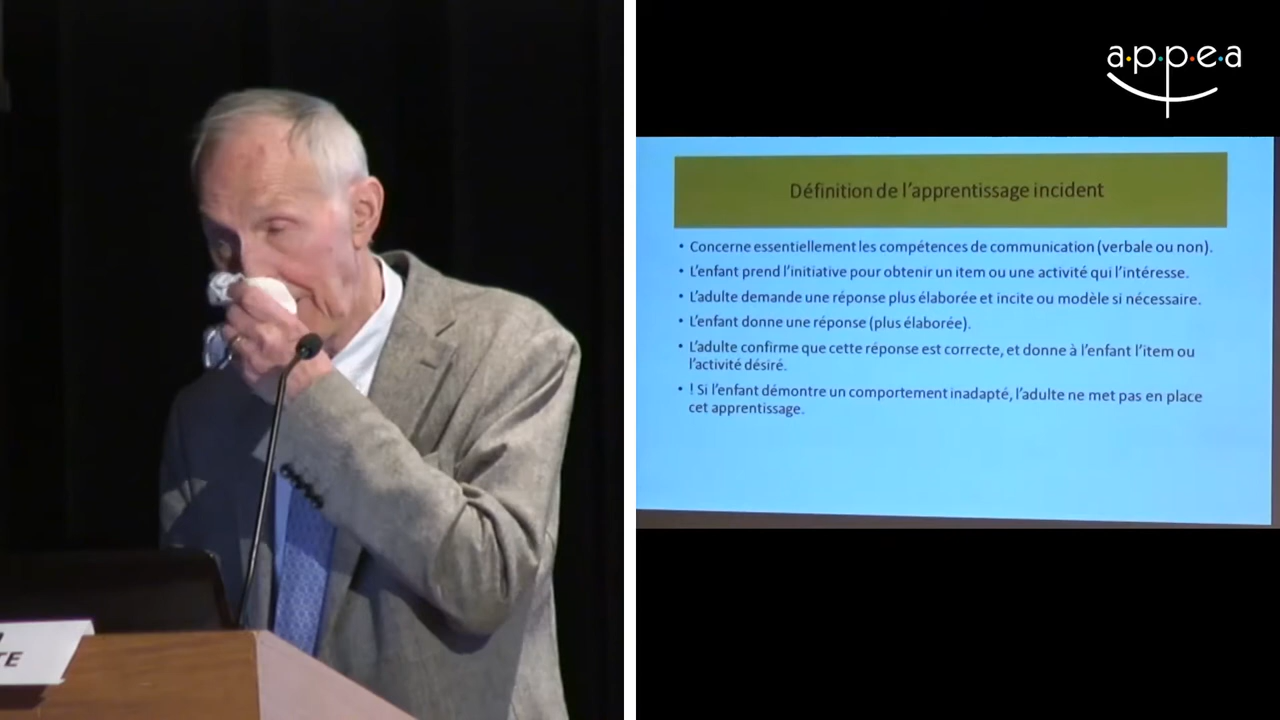 TE
a·p·p·e·a
Définition de l'apprentissage incident
• Concerne essentiellement les compétences de communication (verbale ou non).
• L'enfant prend l'initiative pour obtenir un item ou une activité qui l'intéresse.
• L'adulte demande une réponse plus élaborée et incite ou modèle si nécessaire.
• L'enfant donne une réponse (plus élaborée).
• L'adulte confirme que cette réponse est correcte, et donne à l'enfant l'item ou
l'activité désiré.
• ! Si l'enfant démontre un comportement inadapté, l'adulte ne met pas en place
cet apprentissage.